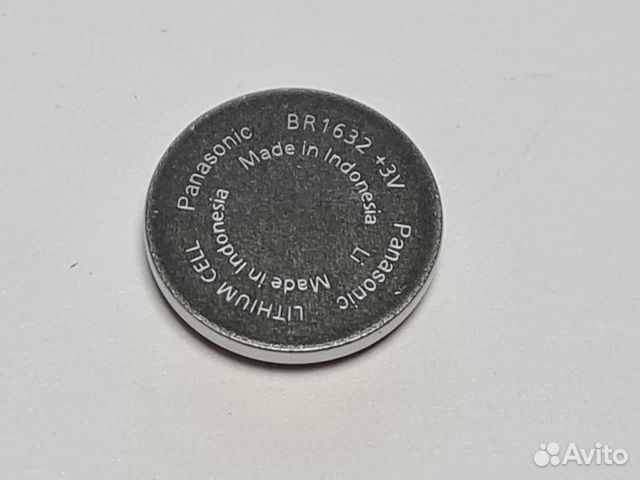 BR1632 +3V
Panasonic
LITHIUM CELL
Panasonic
Made in Indonesia
Li
Made in Indonesia
Avito